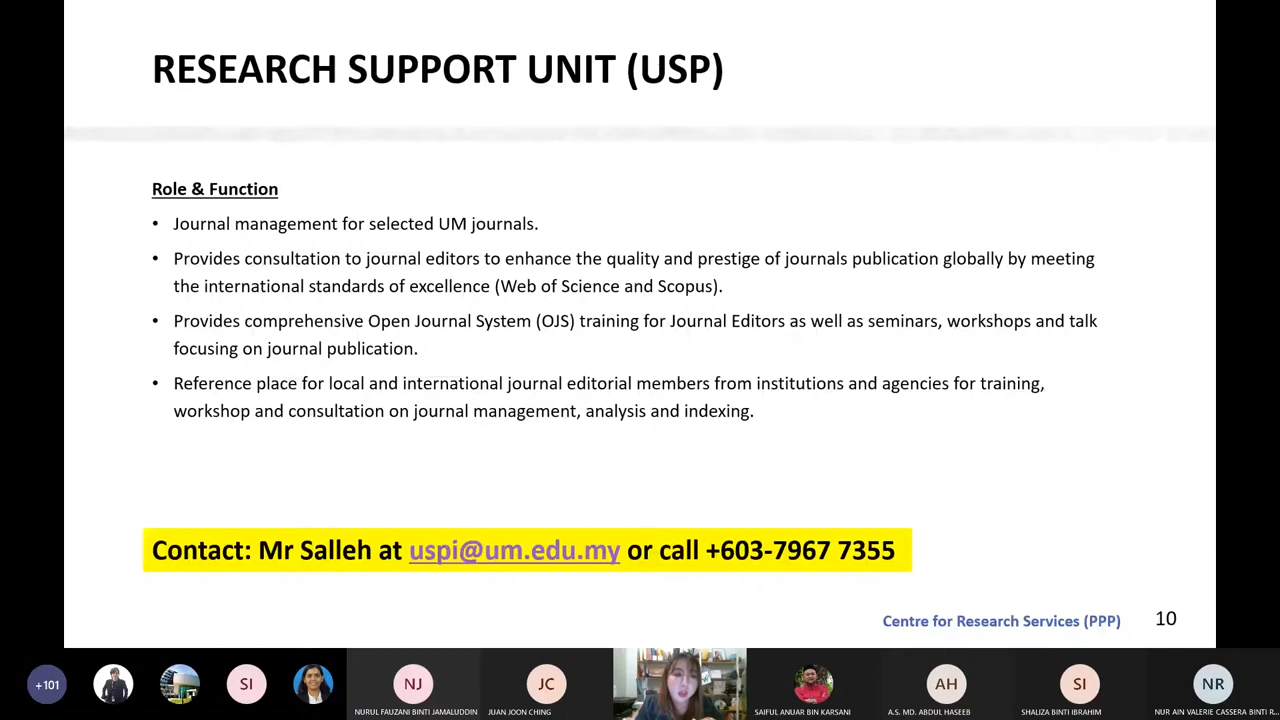 RESEARCH SUPPORT UNIT (USP)
Role & Function
• Journal management for selected UM journals.
• Provides consultation to journal editors to enhance the quality and prestige of journals publication globally by meeting
the international standards of excellence (Web of Science and Scopus).
• Provides comprehensive Open Journal System (OJS) training for Journal Editors as well as seminars, workshops and talk
focusing on journal publication.
• Reference place for local and international journal editorial members from institutions and agencies for training,
workshop and consultation on journal management, analysis and indexing.
Contact: Mr Salleh at uspi@um.edu.my or call +603-7967 7355
Centre for Research Services (PPP) 10
+101 SI NJ JC AH SI NR
NURUL FAUZANI BINTI JAMALUDDIN JUAN JOON CHING SAIFUL ANUAR BIN KARSANI A.S. MD. ABDUL HASEEB SHALIZA BINTI IBRAHIM NUR AIN VALERIE CASSERA BINTI R...